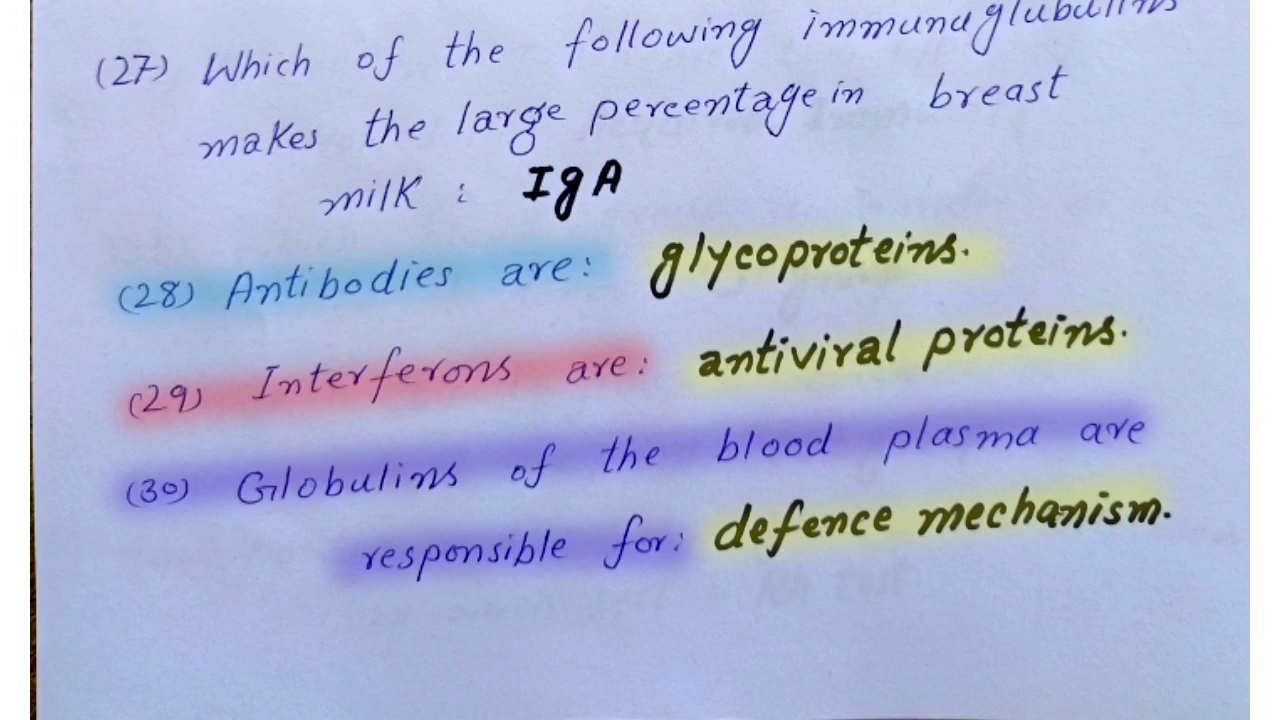 (27) Which of the following immunoglubulins
makes the large percentage in breast
milk : IgA
(28) Antibodies are: glycoproteins.
(29) Interferons are: antiviral proteins.
(30) Globulins of the blood plasma are
responsible for: defence mechanism.